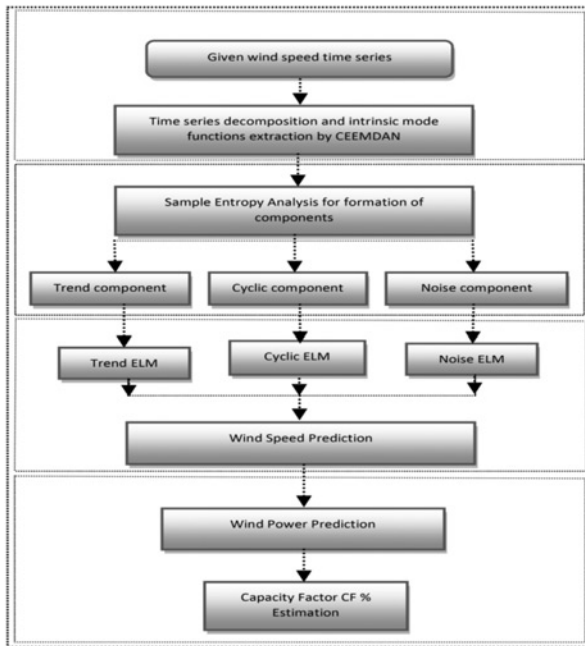 Given wind speed time series
Time series decomposition and intrinsic mode
functions extraction by CEEMDAN
Sample Entropy Analysis for formation of
components
Trend component
Cyclic component
Noise component
Trend ELM
Cyclic ELM
Noise ELM
Wind Speed Prediction
Wind Power Prediction
Capacity Factor CF %
Estimation